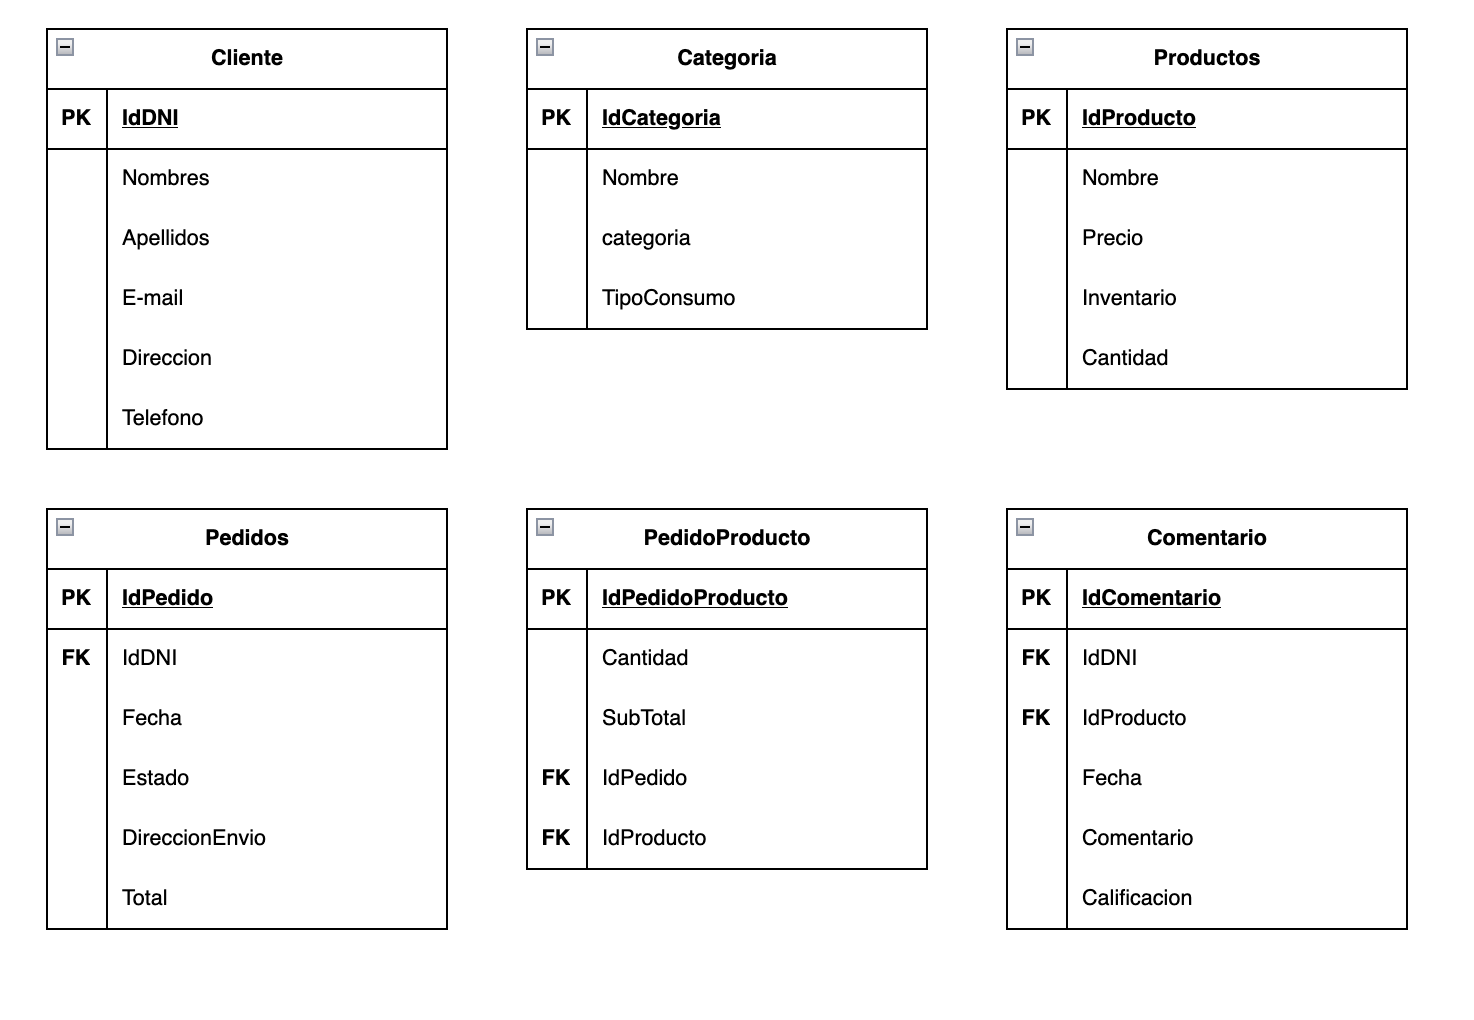 Cliente
PK IdDNI
Nombres
Apellidos
E-mail
Direccion
Telefono
Categoria
PK IdCategoria
Nombre
categoria
TipoConsumo
Productos
PK IdProducto
Nombre
Precio
Inventario
Cantidad
Pedidos
PK IdPedido
FK IdDNI
Fecha
Estado
DireccionEnvio
Total
PedidoProducto
PK IdPedidoProducto
Cantidad
SubTotal
FK IdPedido
FK IdProducto
Comentario
PK IdComentario
FK IdDNI
FK IdProducto
Fecha
Comentario
Calificacion